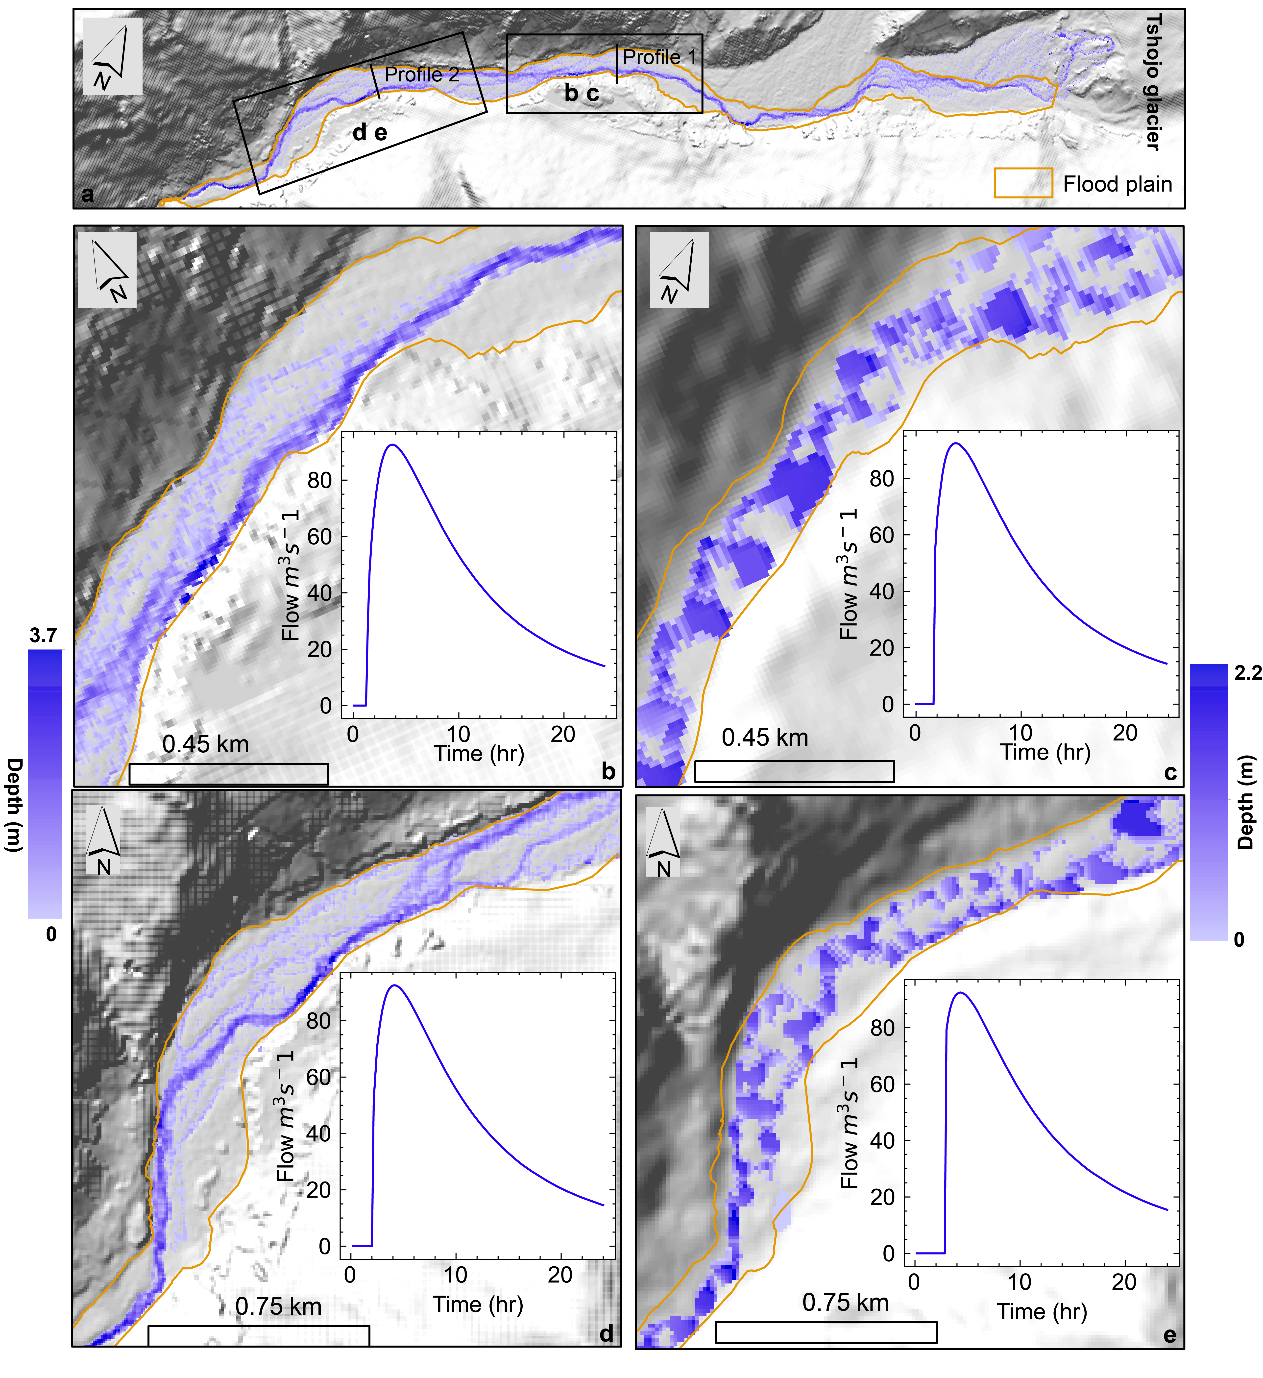 N
Profile 2
Profile 1
b c
d e
Tshojo glacier
Flood plain
a
N
80
60
40
20
0
Flow m³s⁻1
0
10
20
Time (hr)
0.45 km
b
N
80
60
40
20
0
Flow m³s⁻1
0
10
20
Time (hr)
0.45 km
c
3.7
Depth (m)
0
2.2
Depth (m)
0
N
80
60
40
20
0
Flow m³s⁻1
0
10
20
Time (hr)
0.75 km
d
N
80
60
40
20
0
Flow m³s⁻1
0
10
20
Time (hr)
0.75 km
e